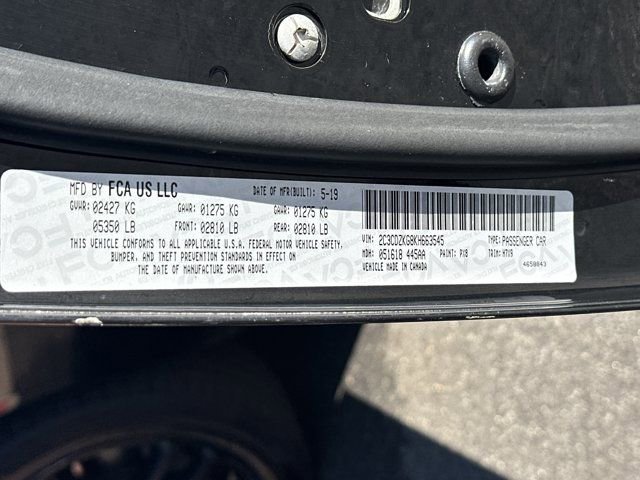 MFD BY FCA US LLC DATE OF MFR(BUILT): 5-19
GVWR: 02427 KG GAWR: 01275 KG GAWR: 01275 KG
05350 LB FRONT: 02810 LB REAR: 02810 LB
THIS VEHICLE CONFORMS TO ALL APPLICABLE U.S.A. FEDERAL MOTOR VEHICLE SAFETY,
BUMPER, AND THEFT PREVENTION STANDARDS IN EFFECT ON
THE DATE OF MANUFACTURE SHOWN ABOVE.
VIN: 2C3CDZKG8KH663545 TYPE: PASSENGER CAR
MDH: 051618 445AA PAINT: PX8 TRIM: H7V9
VEHICLE MADE IN CANADA 4658843